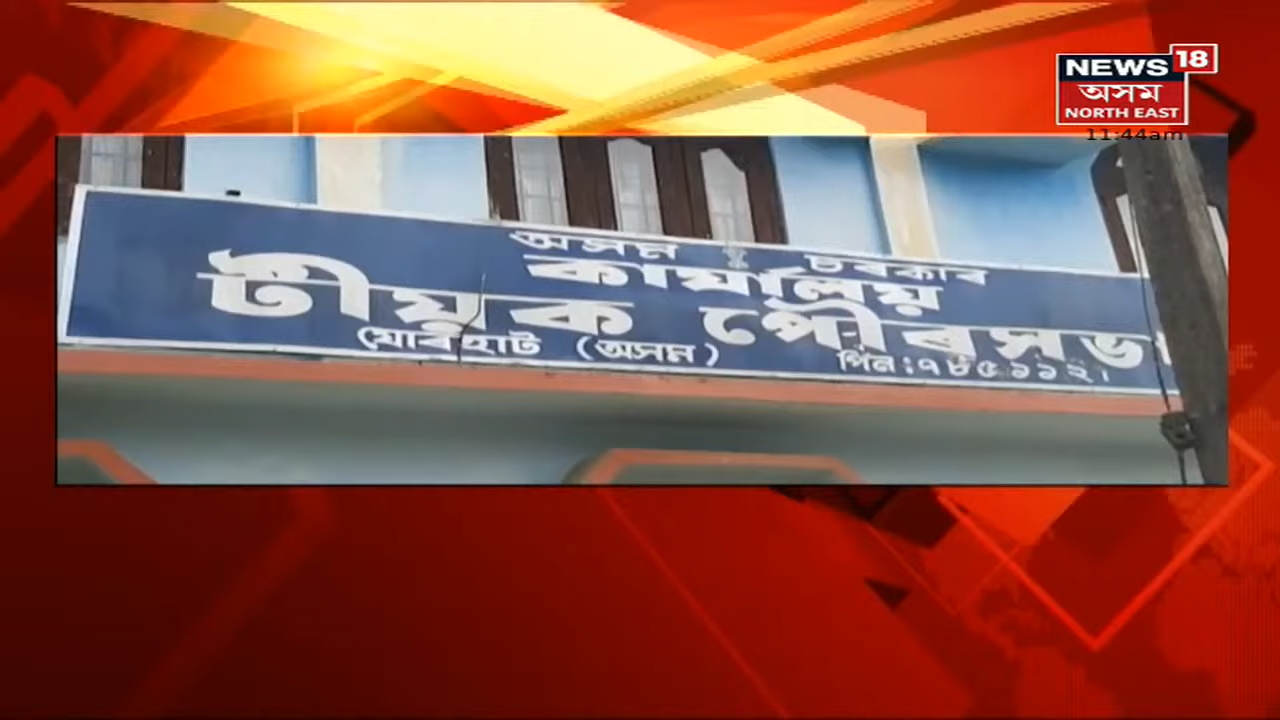 NEWS 18
অসম
NORTH EAST
11:44am
অসম চৰকাৰ
কাৰ্যালয়
টীয়ক পৌৰসভা
যোৰহাট (অসম) পিন:৭৮৫১১২।